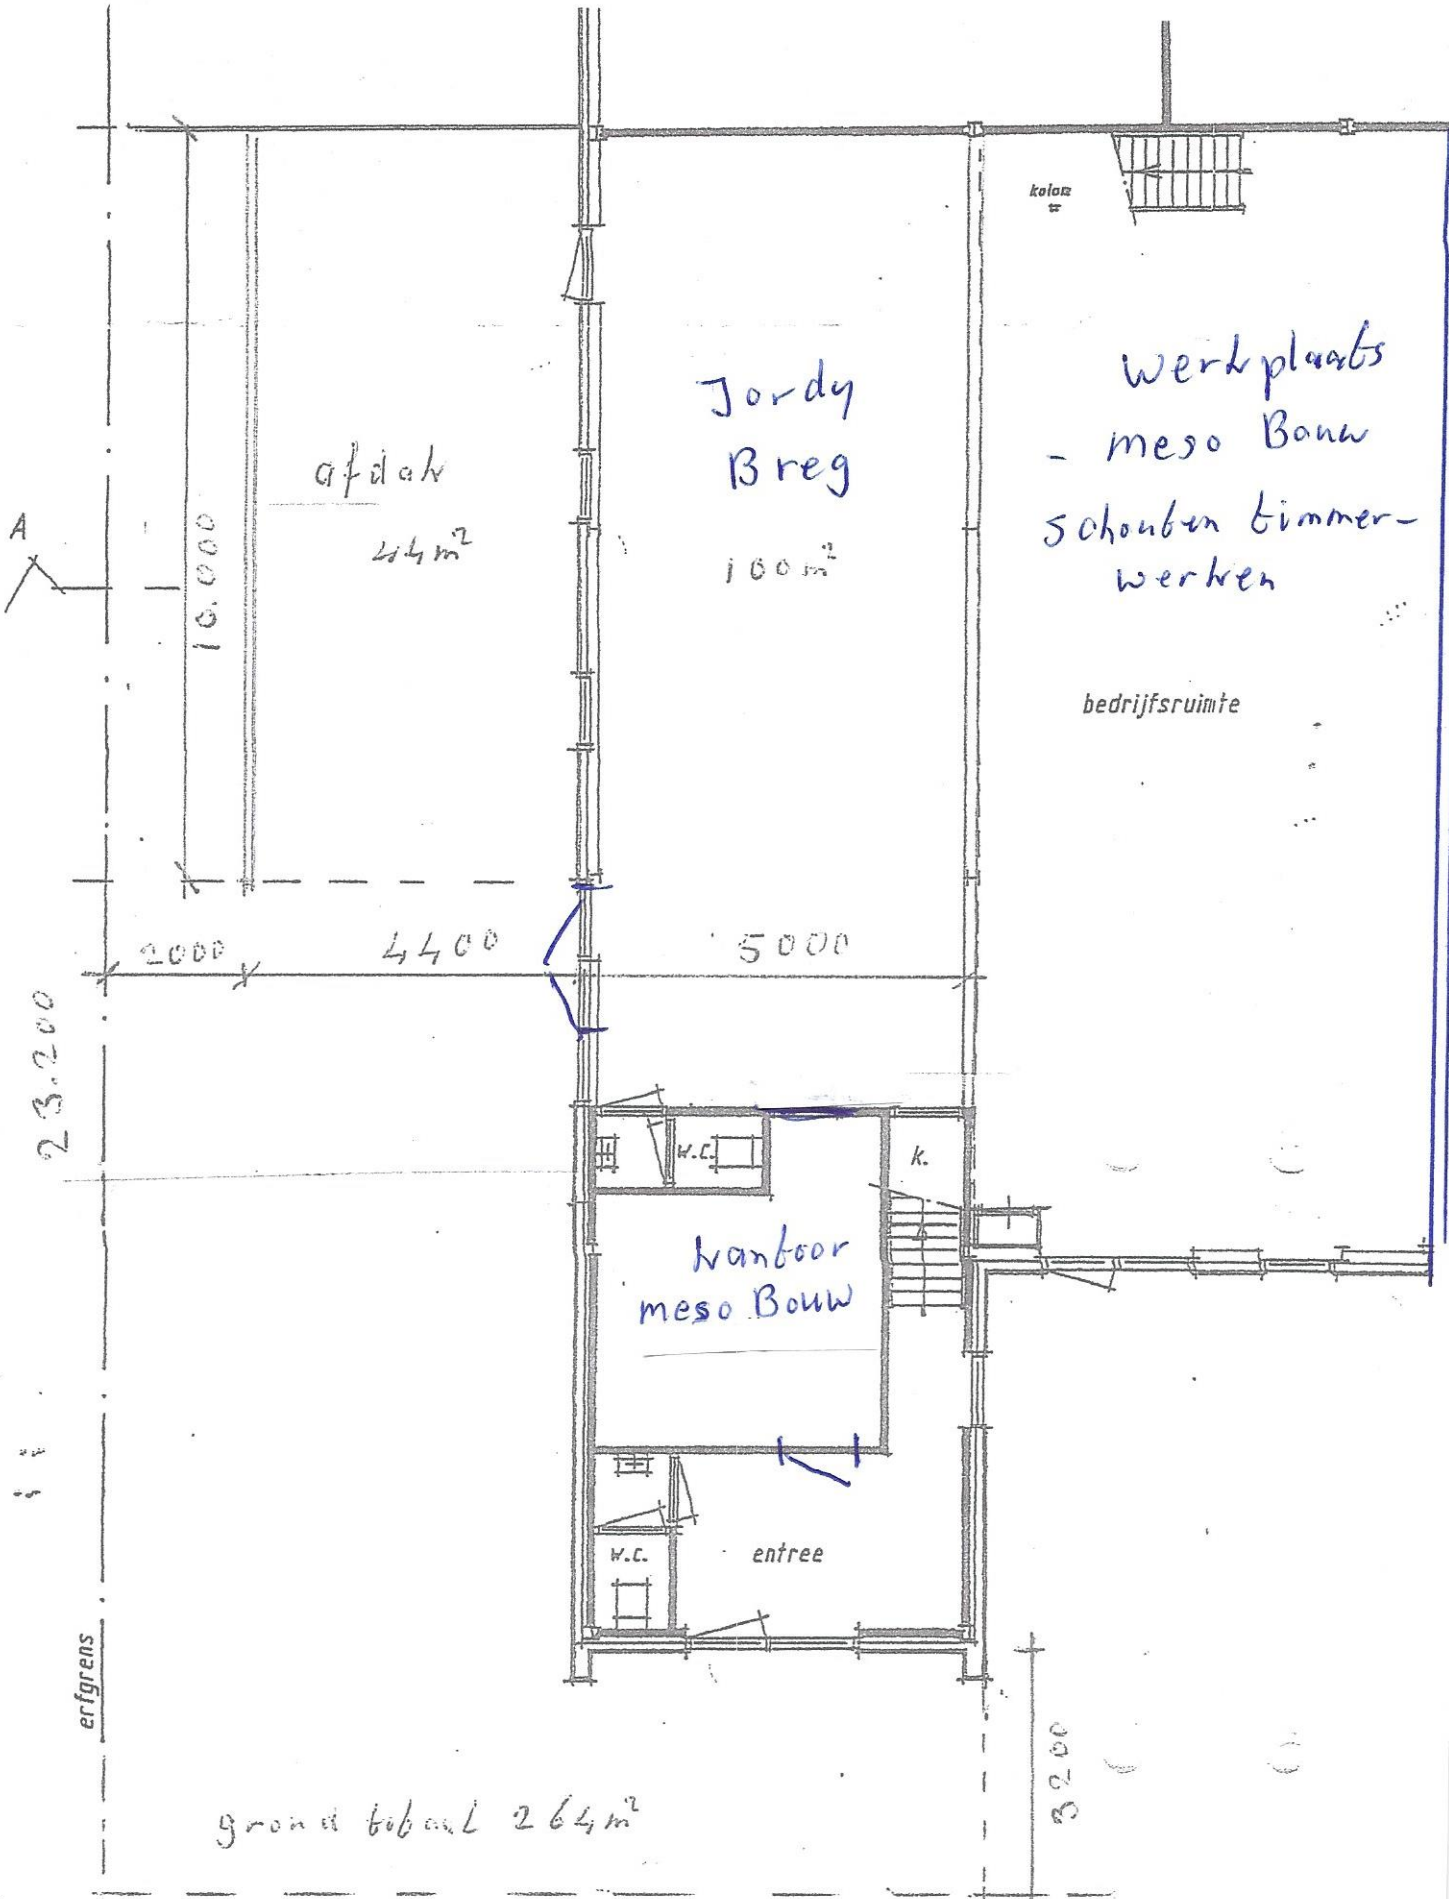 kolom
Jordy
Breg
100m²
werkplaats
- meso Bouw
schouten timmer-
werken
bedrijfsruimte
afdak
44m²
A
10.000
2000
4400
5000
23.200
W.C.
k.
kantoor
meso Bouw
W.C.
entree
erfgrens
3200
grond totaal 264m²